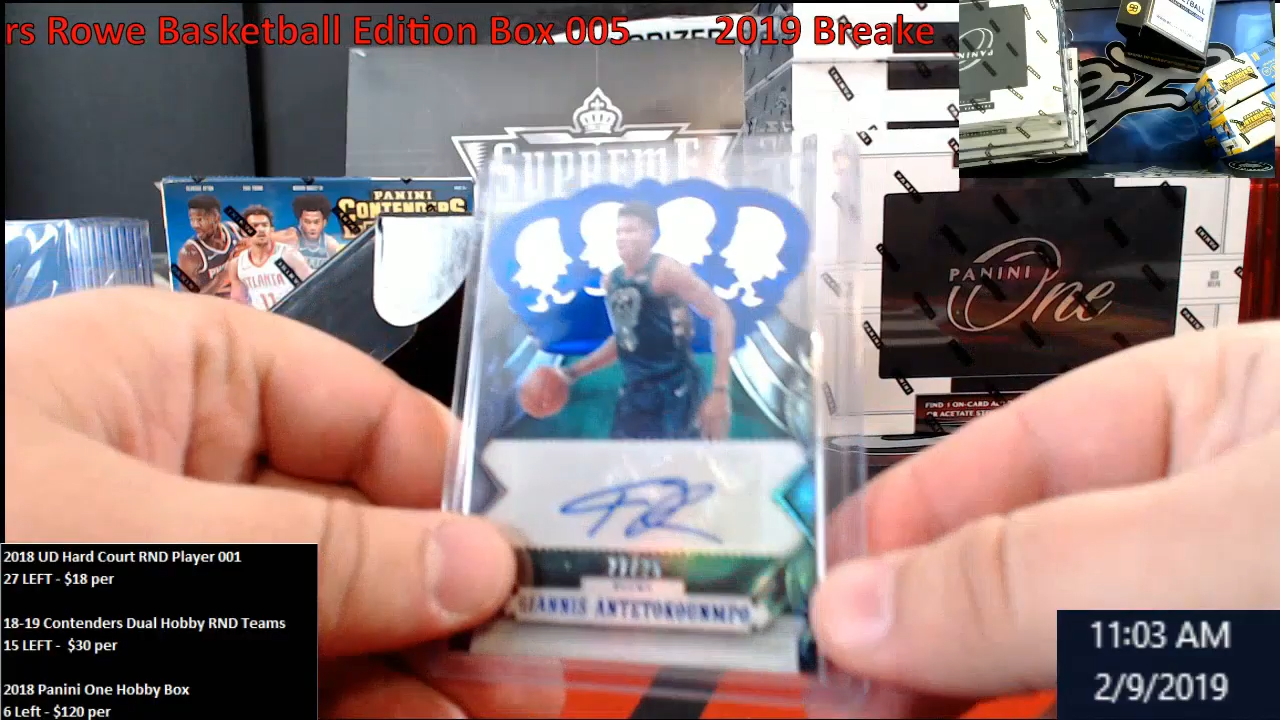 rs Rowe Basketball Edition Box 005 2019 Breake
SUPREME
PANINI
CONTENDERS
ATLANTA
11
PANINI
One
FIND 1 ON-CARD
OR ACETATE
GIANNIS ANTETOKOUNMPO
2018 UD Hard Court RND Player 001
27 LEFT - $18 per
18-19 Contenders Dual Hobby RND Teams
15 LEFT - $30 per
2018 Panini One Hobby Box
6 Left - $120 per
11:03 AM
2/9/2019